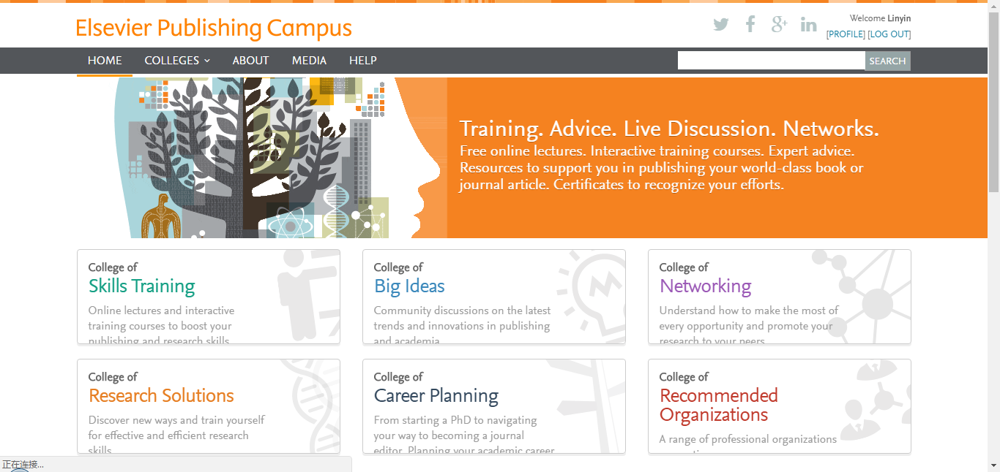 Elsevier Publishing Campus
Welcome Linyin
[PROFILE] [LOG OUT]
HOME COLLEGES ABOUT MEDIA HELP
SEARCH
Training. Advice. Live Discussion. Networks.
Free online lectures. Interactive training courses. Expert advice.
Resources to support you in publishing your world-class book or
journal article. Certificates to recognize your efforts.
College of
Skills Training
Online lectures and interactive
training courses to boost your
publishing and research skills
College of
Big Ideas
Community discussions on the latest
trends and innovations in publishing
and academia
College of
Networking
Understand how to make the most of
every opportunity and promote your
research to your peers
College of
Research Solutions
Discover new ways and train yourself
for effective and efficient research
skills
College of
Career Planning
From starting a PhD to navigating
your way to becoming a journal
editor. Planning your academic career
College of
Recommended
Organizations
A range of professional organizations
正在连接...